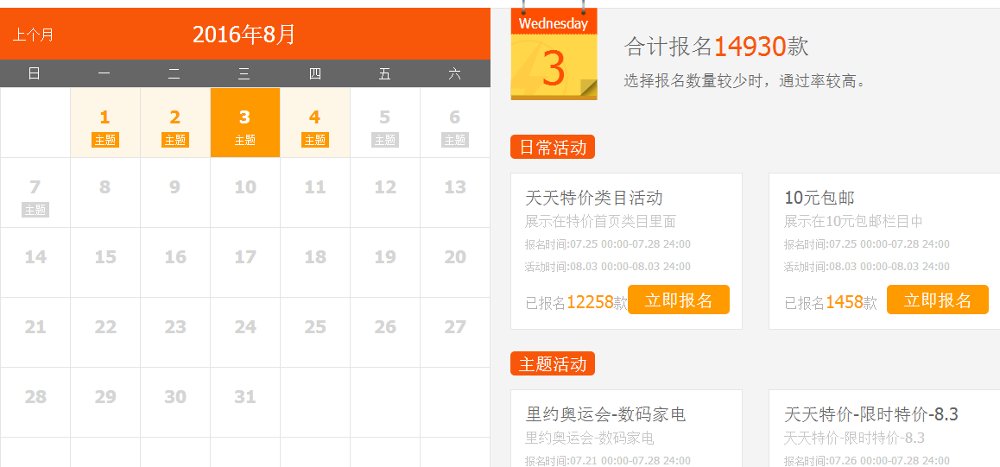 上个月
2016年8月
日 一 二 三 四 五 六
1 2 3 4 5 6
主题 主题 主题 主题 主题 主题
7 8 9 10 11 12 13
主题
14 15 16 17 18 19 20
21 22 23 24 25 26 27
28 29 30 31
Wednesday
3
合计报名14930款
选择报名数量较少时，通过率较高。
日常活动
天天特价类目活动
展示在特价首页类目里面
报名时间:07.25 00:00-07.28 24:00
活动时间:08.03 00:00-08.03 24:00
已报名12258款
立即报名
10元包邮
展示在10元包邮栏目中
报名时间:07.25 00:00-07.28 24:00
活动时间:08.03 00:00-08.03 24:00
已报名1458款
立即报名
主题活动
里约奥运会-数码家电
里约奥运会-数码家电
报名时间:07.21 00:00-07.28 24:00
天天特价-限时特价-8.3
天天特价-限时特价-8.3
报名时间:07.26 00:00-07.28 24:00